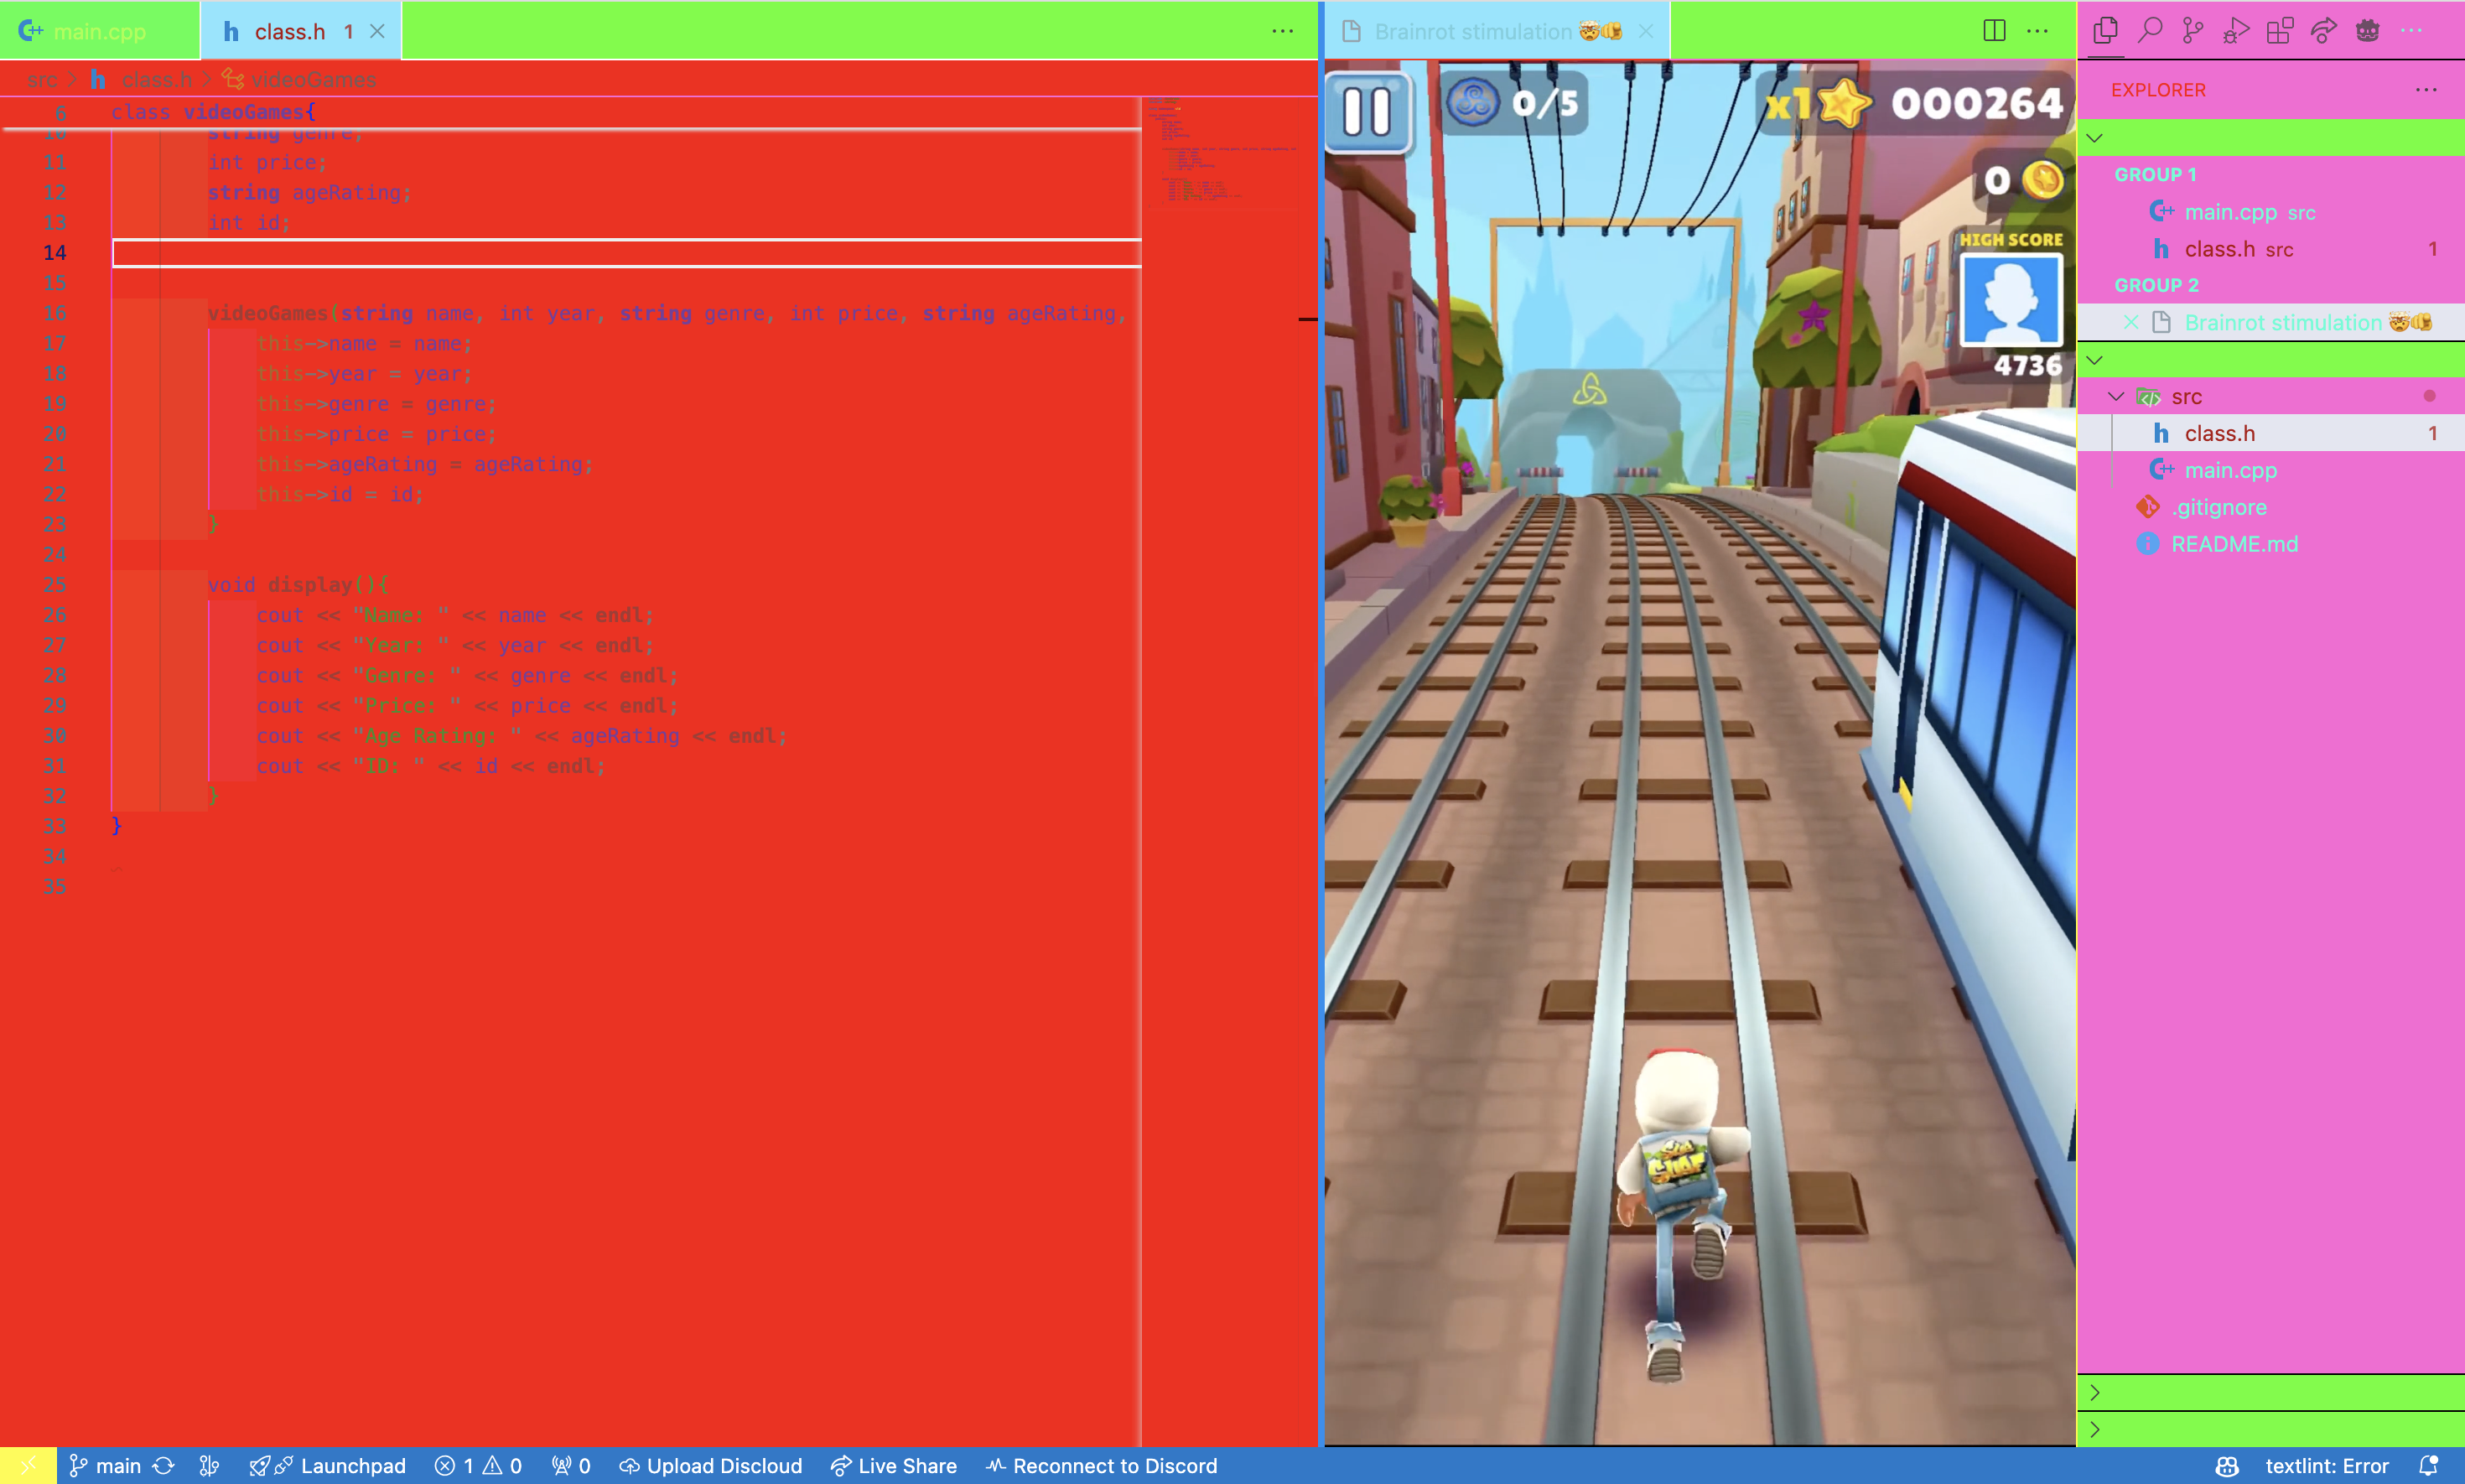 main.cpp
class.h 1
src > class.h > videoGames
6 class videoGames{
10 string genre;
11 int price;
12 string ageRating;
13 int id;
14
15
16 videoGames(string name, int year, string genre, int price, string ageRating,
17 this->name = name;
18 this->year = year;
19 this->genre = genre;
20 this->price = price;
21 this->ageRating = ageRating;
22 this->id = id;
23 }
24
25 void display(){
26 cout << "Name: " << name << endl;
27 cout << "Year: " << year << endl;
28 cout << "Genre: " << genre << endl;
29 cout << "Price: " << price << endl;
30 cout << "Age Rating: " << ageRating << endl;
31 cout << "ID: " << id << endl;
32 }
33 }
34
35
Brainrot stimulation 🤯🫵
0/5
x1 000264
0
HIGH SCORE
4736
EXPLORER
GROUP 1
main.cpp src
class.h src 1
GROUP 2
Brainrot stimulation 🤯🫵
src
class.h 1
main.cpp
.gitignore
README.md
main Launchpad 1 0 0 Upload Discloud Live Share Reconnect to Discord textlint: Error